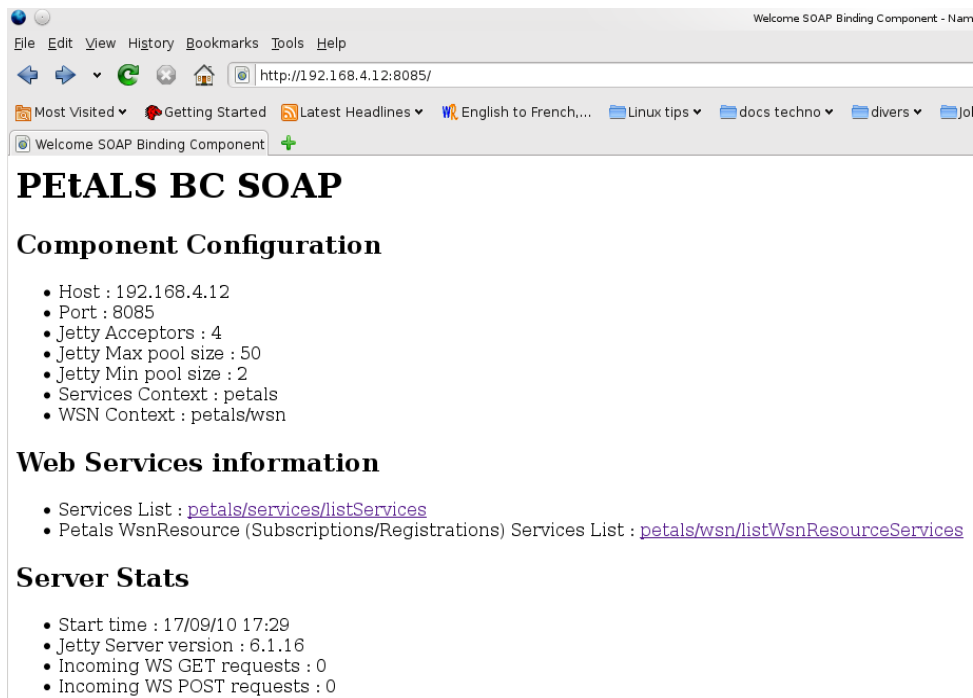 Welcome SOAP Binding Component - Nam
File Edit View History Bookmarks Tools Help
http://192.168.4.12:8085/
Most Visited Getting Started Latest Headlines English to French,... Linux tips docs techno divers Jo
Welcome SOAP Binding Component
PEtALS BC SOAP
Component Configuration
• Host : 192.168.4.12
• Port : 8085
• Jetty Acceptors : 4
• Jetty Max pool size : 50
• Jetty Min pool size : 2
• Services Context : petals
• WSN Context : petals/wsn
Web Services information
• Services List : petals/services/listServices
• Petals WsnResource (Subscriptions/Registrations) Services List : petals/wsn/listWsnResourceServices
Server Stats
• Start time : 17/09/10 17:29
• Jetty Server version : 6.1.16
• Incoming WS GET requests : 0
• Incoming WS POST requests : 0